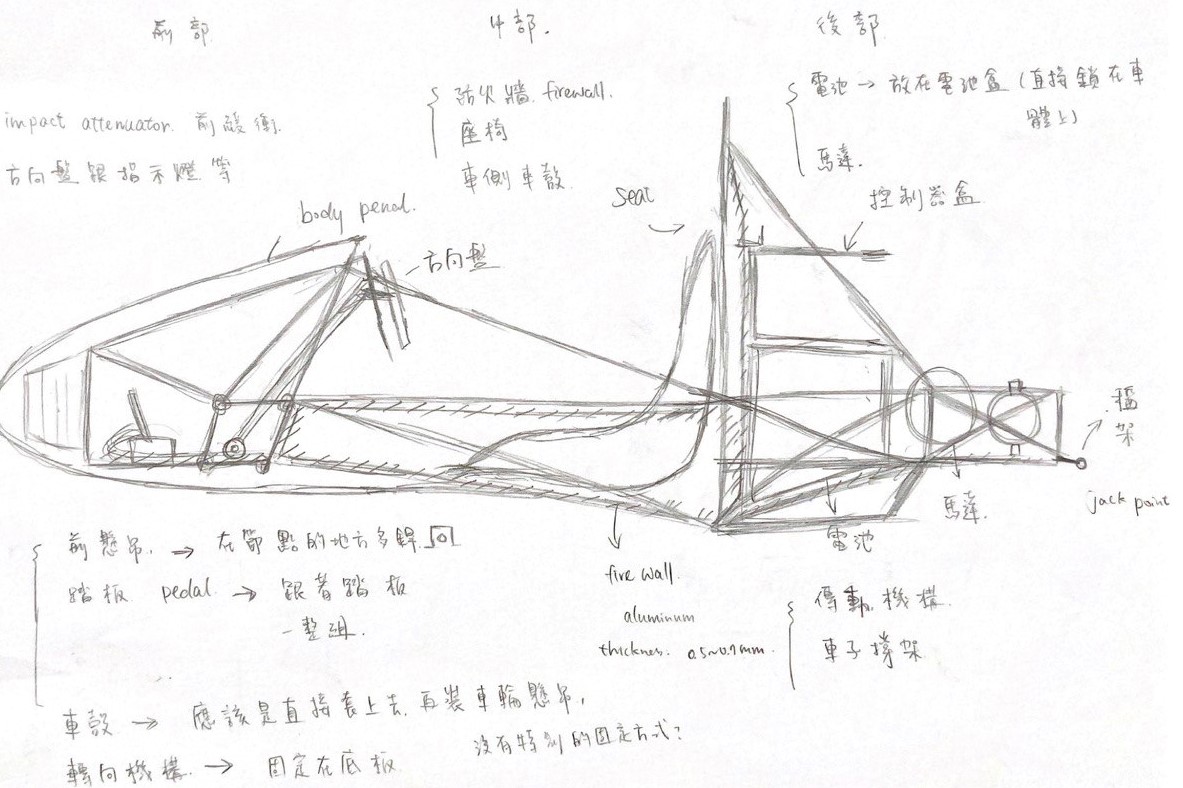 前部
impact attenuator. 前緩衝.
方向盤跟指示燈等
中部.
防火牆. firewall.
座椅
車側車殼.
後部
電池 → 放在電池盒 (直接鎖在車
體上)
馬達.
控制器盒
seat
body penal.
方向盤
撐
架
jack point
馬達.
電池
fire wall.
aluminum
thickness. 0.5~0.7mm.
前懸吊. → 在節點的地方多銲
踏板. pedal. → 跟著踏板
一整組.
車殼 → 應該是直接套上去, 再裝車輪懸吊,
沒有特別的固定方式?
轉向機構. → 固定在底板
傳動機構.
車子撐架